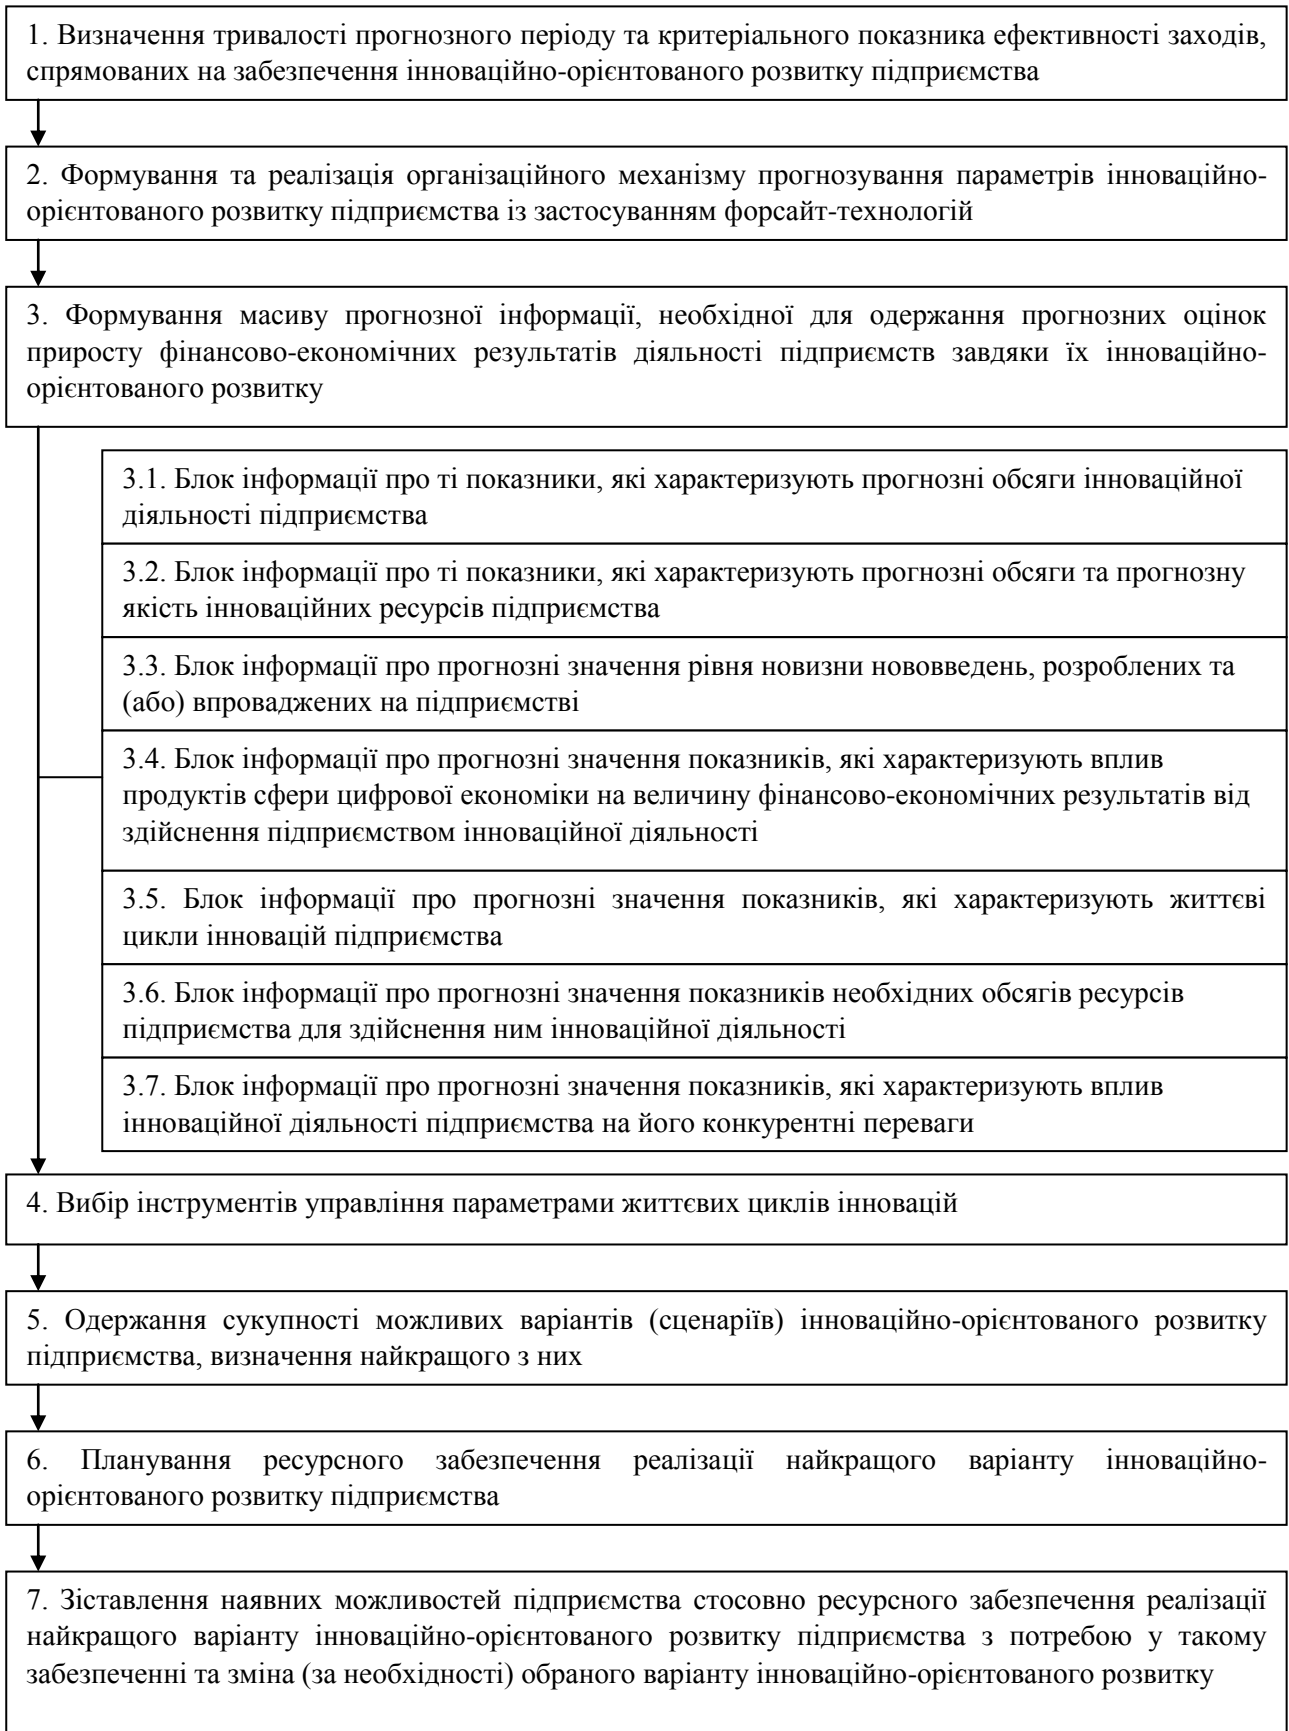 1. Визначення тривалості прогнозного періоду та критеріального показника ефективності заходів,
спрямованих на забезпечення інноваційно-орієнтованого розвитку підприємства
2. Формування та реалізація організаційного механізму прогнозування параметрів інноваційно-
орієнтованого розвитку підприємства із застосуванням форсайт-технологій
3. Формування масиву прогнозної інформації, необхідної для одержання прогнозних оцінок
приросту фінансово-економічних результатів діяльності підприємств завдяки їх інноваційно-
орієнтованого розвитку
3.1. Блок інформації про ті показники, які характеризують прогнозні обсяги інноваційної
діяльності підприємства
3.2. Блок інформації про ті показники, які характеризують прогнозні обсяги та прогнозну
якість інноваційних ресурсів підприємства
3.3. Блок інформації про прогнозні значення рівня новизни нововведень, розроблених та
(або) впроваджених на підприємстві
3.4. Блок інформації про прогнозні значення показників, які характеризують вплив
продуктів сфери цифрової економіки на величину фінансово-економічних результатів від
здійснення підприємством інноваційної діяльності
3.5. Блок інформації про прогнозні значення показників, які характеризують життєві
цикли інновацій підприємства
3.6. Блок інформації про прогнозні значення показників необхідних обсягів ресурсів
підприємства для здійснення ним інноваційної діяльності
3.7. Блок інформації про прогнозні значення показників, які характеризують вплив
інноваційної діяльності підприємства на його конкурентні переваги
4. Вибір інструментів управління параметрами життєвих циклів інновацій
5. Одержання сукупності можливих варіантів (сценаріїв) інноваційно-орієнтованого розвитку
підприємства, визначення найкращого з них
6. Планування ресурсного забезпечення реалізації найкращого варіанту інноваційно-
орієнтованого розвитку підприємства
7. Зіставлення наявних можливостей підприємства стосовно ресурсного забезпечення реалізації
найкращого варіанту інноваційно-орієнтованого розвитку підприємства з потребою у такому
забезпеченні та зміна (за необхідності) обраного варіанту інноваційно-орієнтованого розвитку